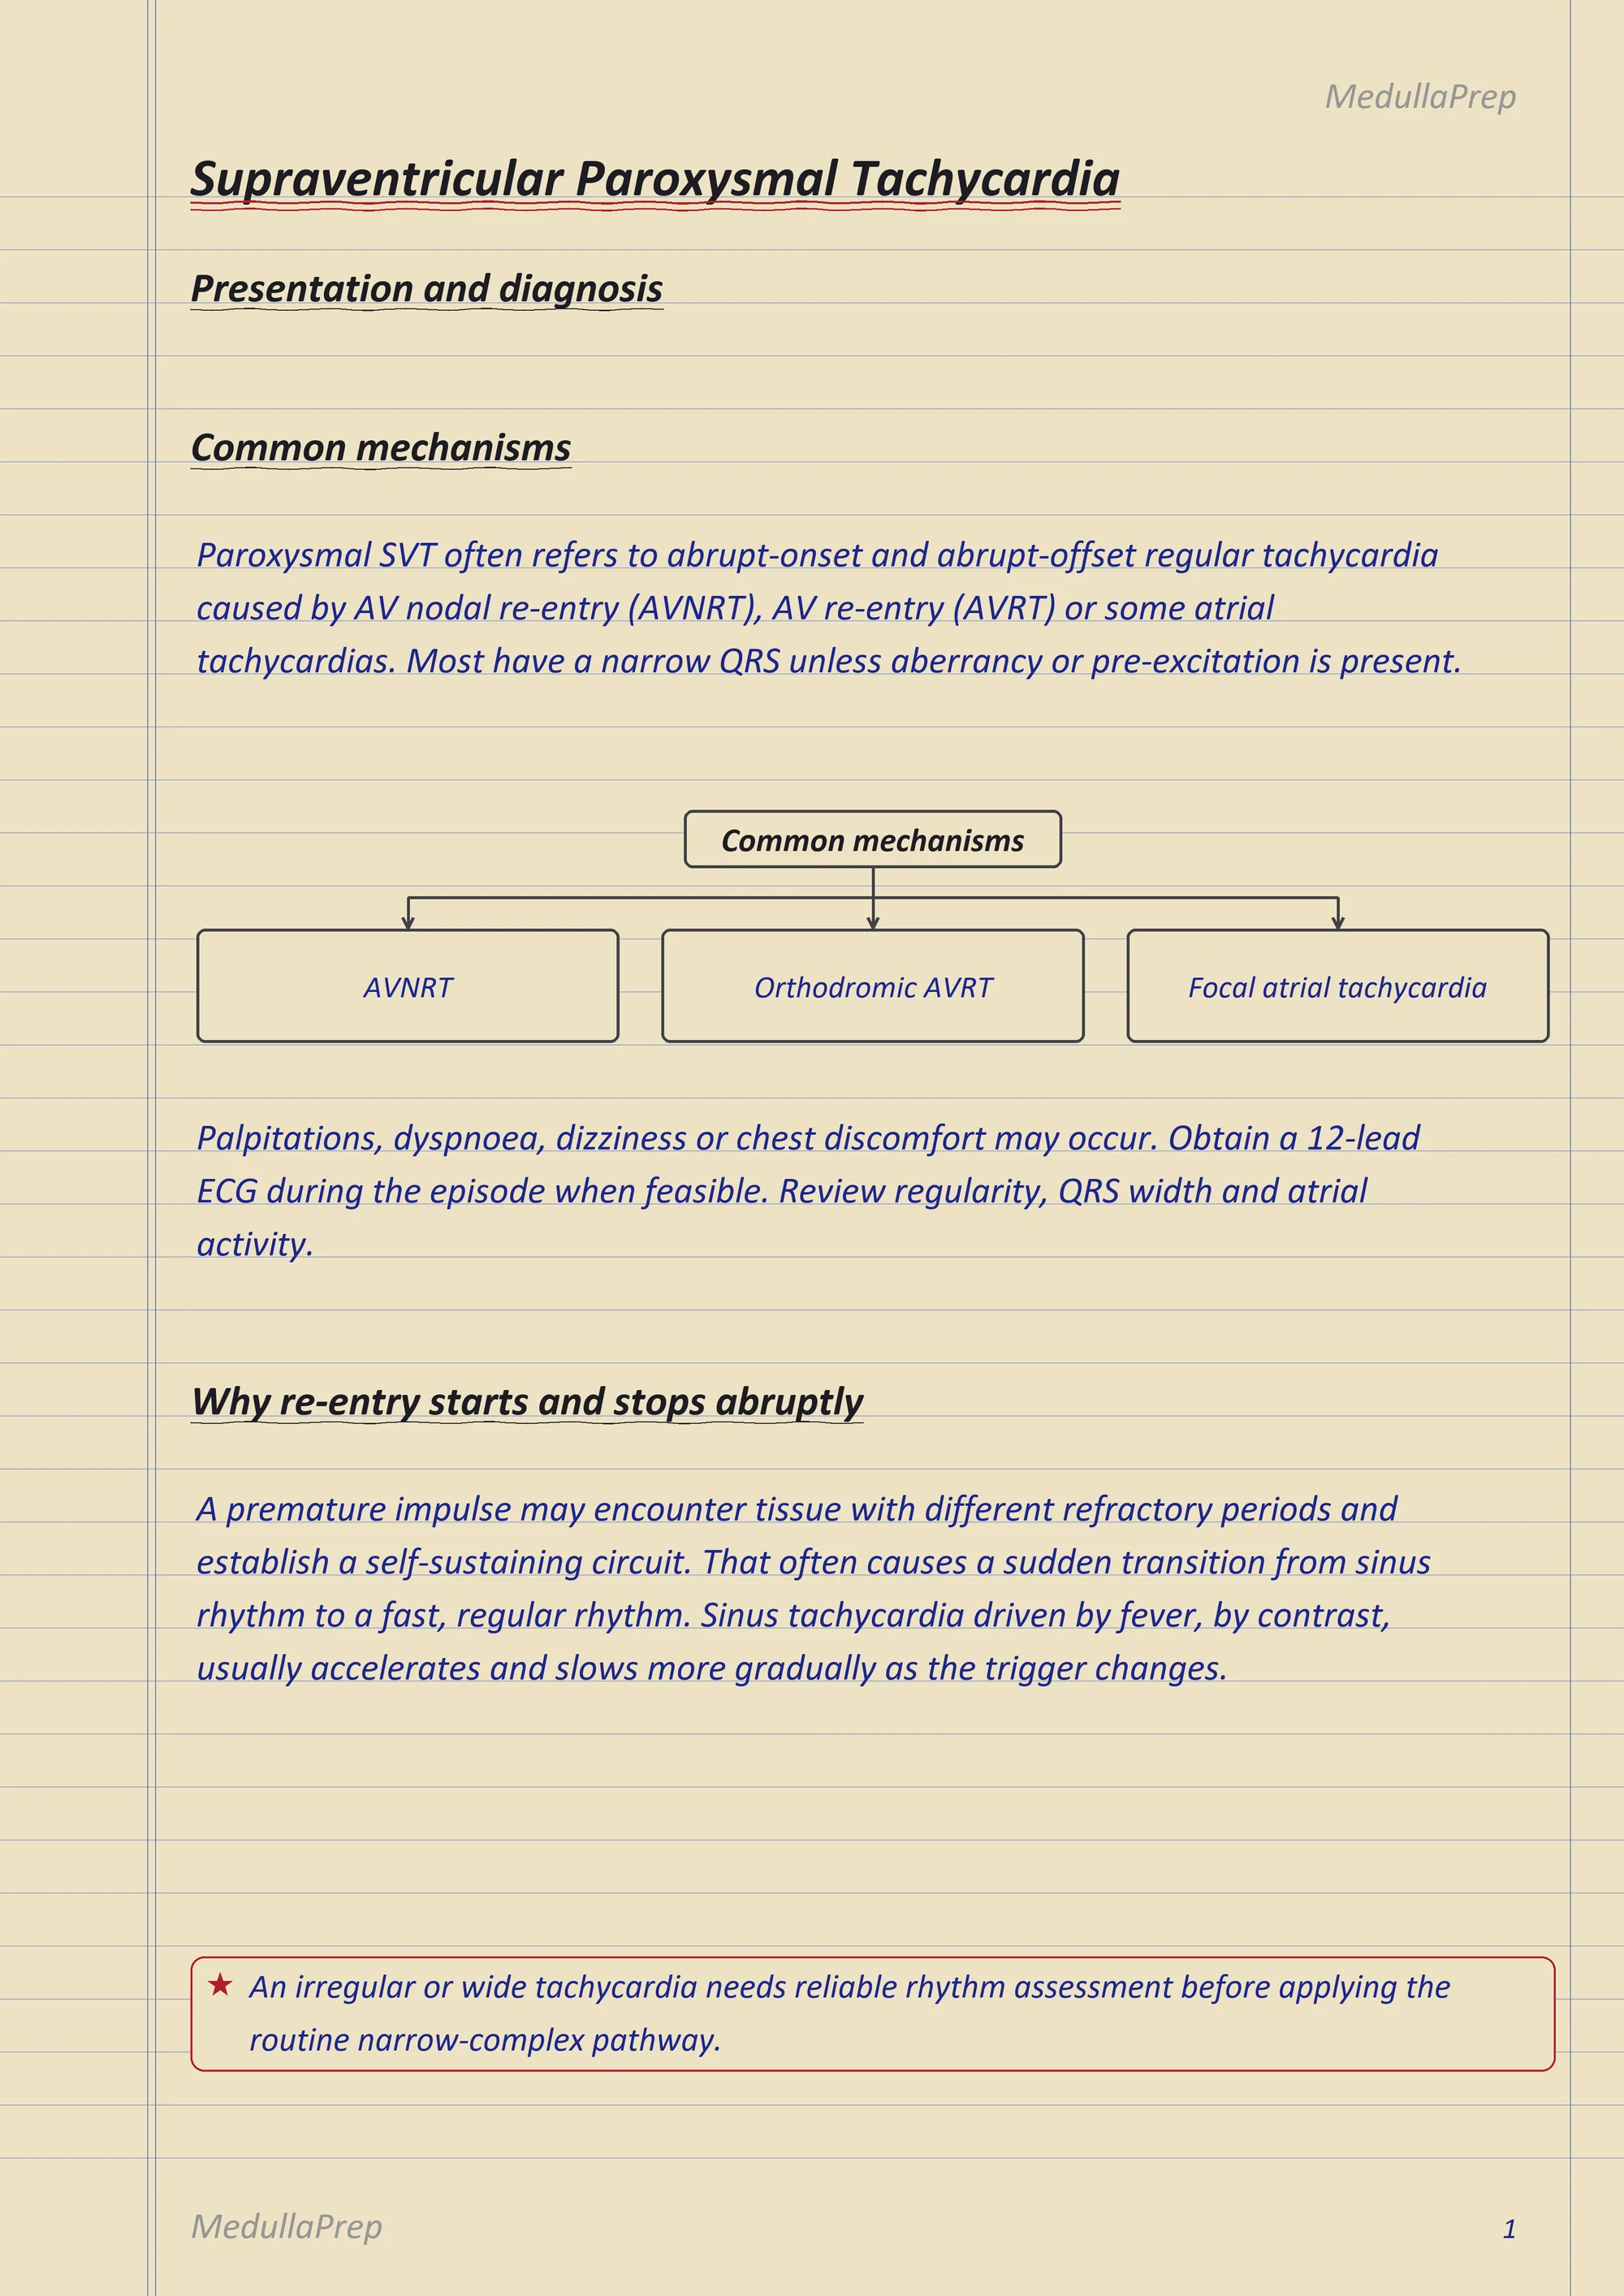 MedullaPrep
Supraventricular Paroxysmal Tachycardia
Presentation and diagnosis
Common mechanisms
Paroxysmal SVT often refers to abrupt-onset and abrupt-offset regular tachycardia
caused by AV nodal re-entry (AVNRT), AV re-entry (AVRT) or some atrial
tachycardias. Most have a narrow QRS unless aberrancy or pre-excitation is present.
Common mechanisms
AVNRT
Orthodromic AVRT
Focal atrial tachycardia
Palpitations, dyspnoea, dizziness or chest discomfort may occur. Obtain a 12-lead
ECG during the episode when feasible. Review regularity, QRS width and atrial
activity.
Why re-entry starts and stops abruptly
A premature impulse may encounter tissue with different refractory periods and
establish a self-sustaining circuit. That often causes a sudden transition from sinus
rhythm to a fast, regular rhythm. Sinus tachycardia driven by fever, by contrast,
usually accelerates and slows more gradually as the trigger changes.
★ An irregular or wide tachycardia needs reliable rhythm assessment before applying the
routine narrow-complex pathway.
MedullaPrep
1